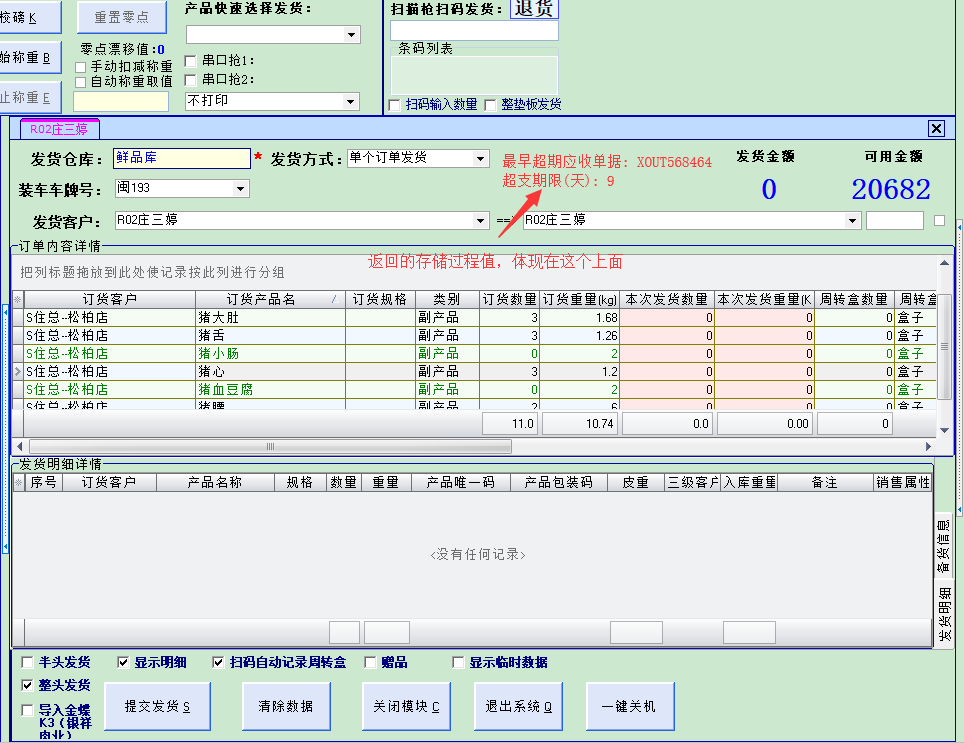 校磅 K
重置零点
产品快速选择发货:
扫描枪扫码发货:
退货
始称重 B
零点漂移值:0
手动扣减称重
自动称重取值
串口抢1:
串口抢2:
条码列表
止称重 E
不打印
扫码输入数量
整垫板发货
R02庄三婷
发货仓库:
鲜品库
* 发货方式:
单个订单发货
最早超期应收单据: XOUT568464
超支期限(天): 9
发货金额
可用金额
0
20682
装车车牌号:
闽193
发货客户:
R02庄三婷
==>
R02庄三婷
订单内容详情
返回的存储过程值，体现在这个上面
把列标题拖放到此处使记录按此列进行分组
订货客户 订货产品名 订货规格 类别 订货数量 订货重量(kg) 本次发货数量 本次发货重量(K 周转盒数量 周转盒
S住总--松柏店 猪大肚 副产品 3 1.68 0 0 0 盒子
S住总--松柏店 猪舌 副产品 3 1.26 0 0 0 盒子
S住总--松柏店 猪小肠 副产品 0 2 0 0 0 盒子
S住总--松柏店 猪心 副产品 3 1.2 0 0 0 盒子
S住总--松柏店 猪血豆腐 副产品 0 2 0 0 0 盒子
S住总--松柏店 猪腰 副产品 2 6 0 0 0 盒子
11.0 10.74 0.0 0.00 0
发货明细详情
序号 订货客户 产品名称 规格 数量 重量 产品唯一码 产品包装码 皮重 三级客户 入库重量 备注 销售属性
<没有任何记录>
备货信息
发货明细
半头发货
显示明细
扫码自动记录周转盒
赠品
显示临时数据
整头发货
导入金蝶
K3（银祥
肉业）
提交发货 S
清除数据
关闭模块 C
退出系统 Q
一键关机